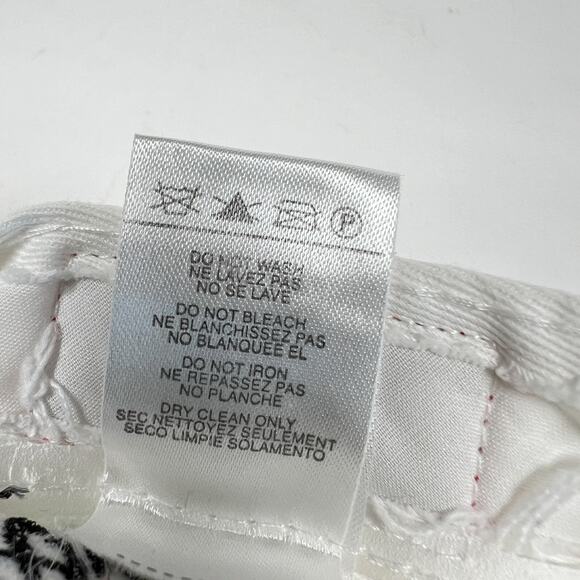 P
DO NOT WASH
NE LAVEZ PAS
NO SE LAVE
DO NOT BLEACH
NE BLANCHISSEZ PAS
NO BLANQUEE EL
DO NOT IRON
NE REPASSEZ PAS
NO PLANCHE
DRY CLEAN ONLY
SEC NETTOYEZ SEULEMENT
SECO LIMPIE SOLAMENTO